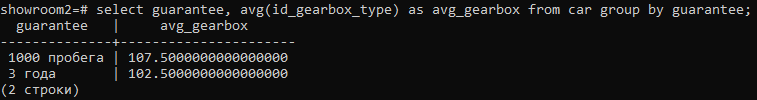 showroom2=# select guarantee, avg(id_gearbox_type) as avg_gearbox from car group by guarantee;
guarantee | avg_gearbox
--------------+----------------------
1000 пробега | 107.5000000000000000
3 года | 102.5000000000000000
(2 строки)